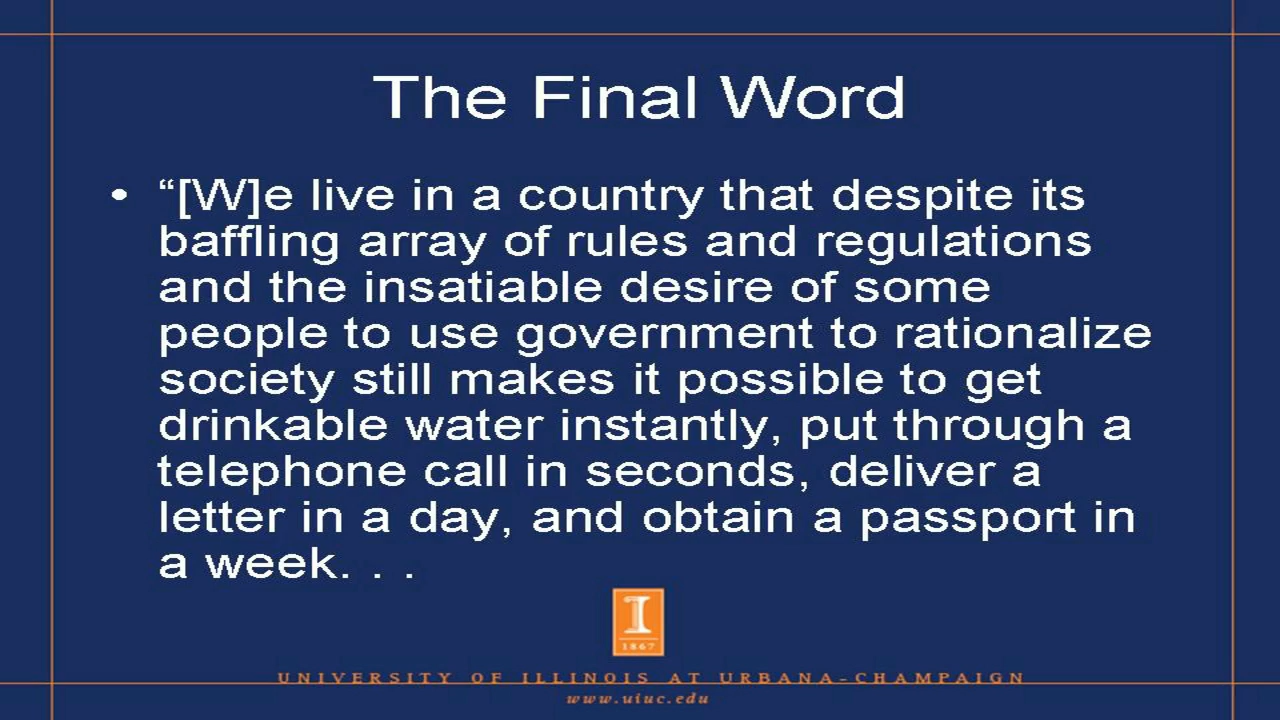 The Final Word
• “[W]e live in a country that despite its
baffling array of rules and regulations
and the insatiable desire of some
people to use government to rationalize
society still makes it possible to get
drinkable water instantly, put through a
telephone call in seconds, deliver a
letter in a day, and obtain a passport in
a week. . .
I
1867
UNIVERSITY OF ILLINOIS AT URBANA-CHAMPAIGN
www.uiuc.edu